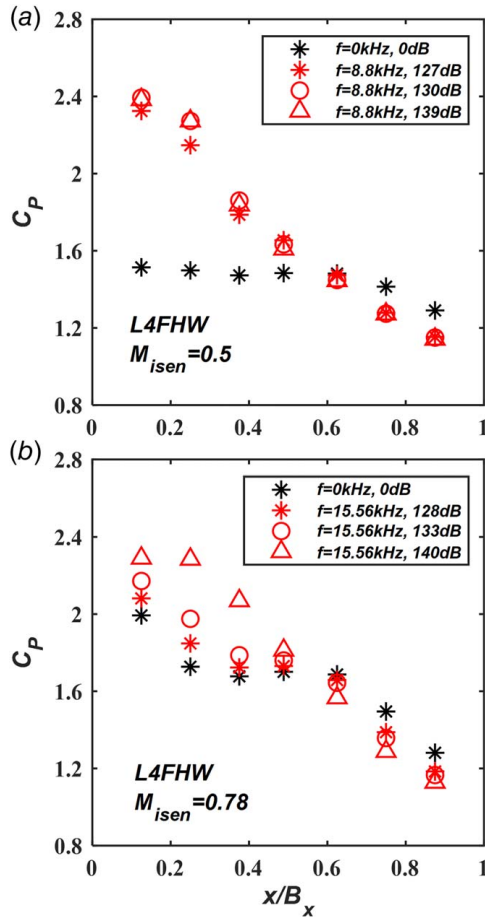 (a)
2.8
2.4
2
1.6
1.2
0.8
C_P
f=0kHz, 0dB
f=8.8kHz, 127dB
f=8.8kHz, 130dB
f=8.8kHz, 139dB
L4FHW
M_isen=0.5
0 0.2 0.4 0.6 0.8 1
(b)
2.8
2.4
2
1.6
1.2
0.8
C_P
f=0kHz, 0dB
f=15.56kHz, 128dB
f=15.56kHz, 133dB
f=15.56kHz, 140dB
L4FHW
M_isen=0.78
0 0.2 0.4 0.6 0.8 1
x/B_x